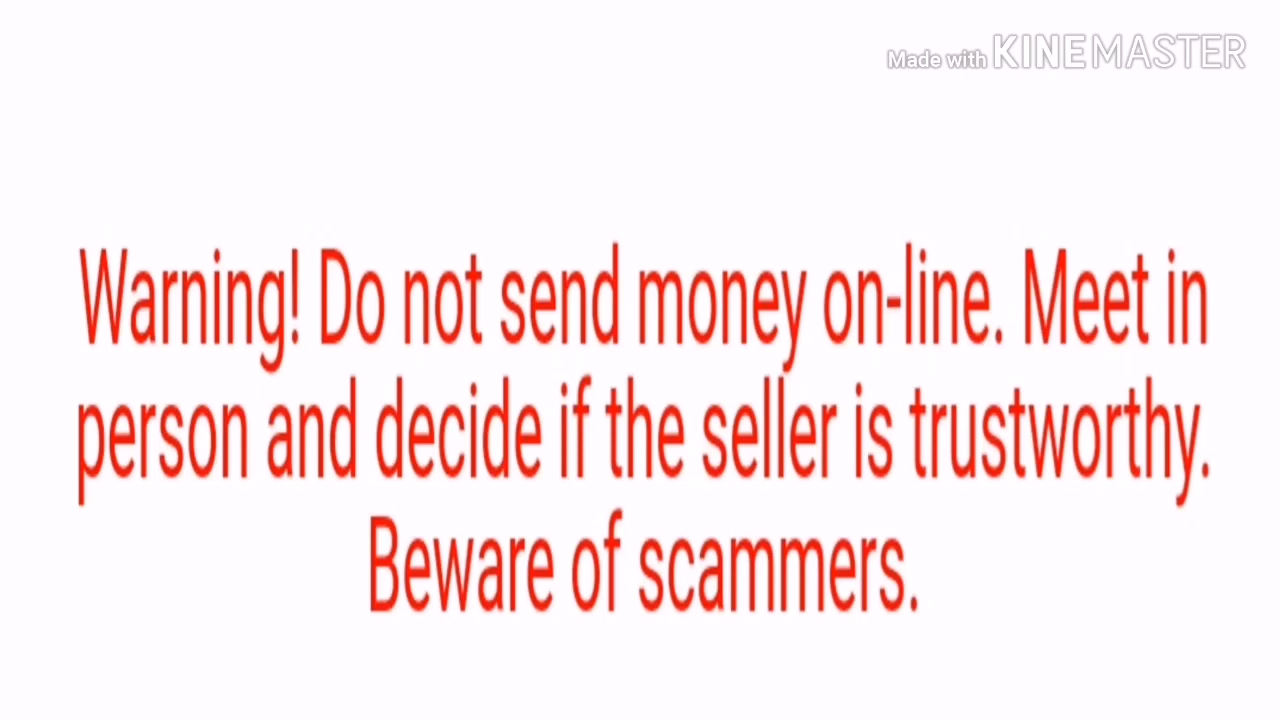 Made with KINEMASTER
Warning! Do not send money on-line. Meet in
person and decide if the seller is trustworthy.
Beware of scammers.